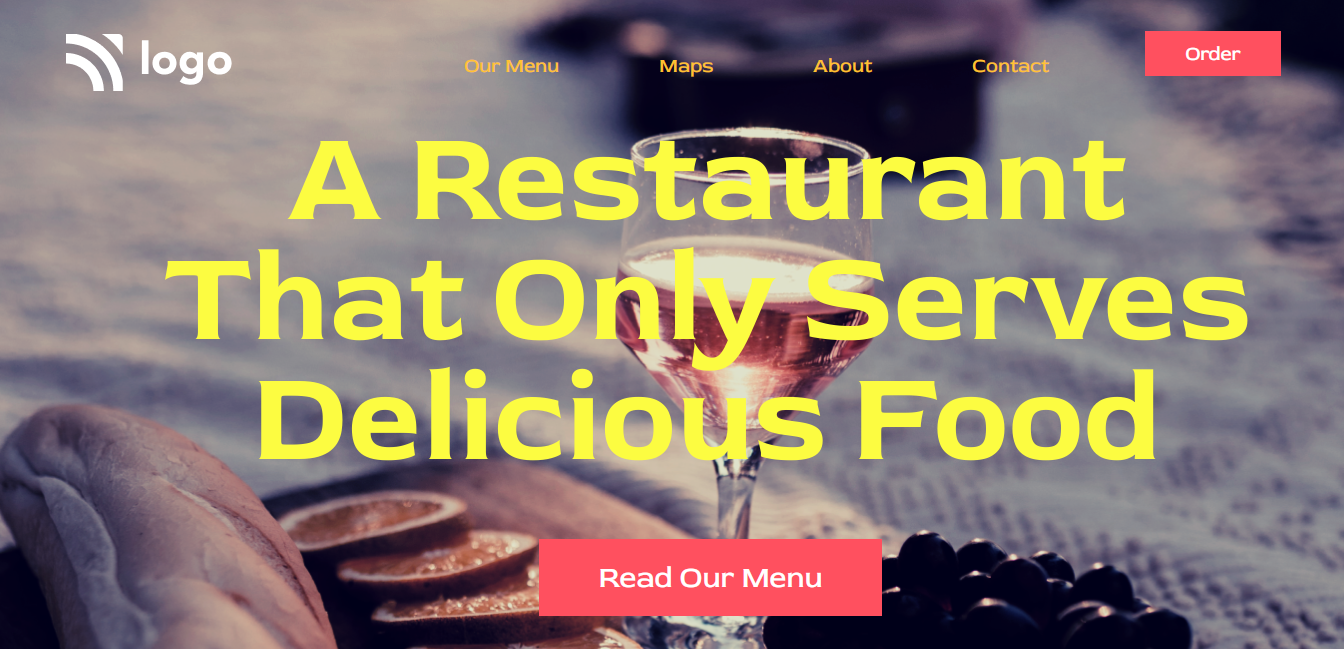 logo
Our Menu
Maps
About
Contact
Order
A Restaurant
That Only Serves
Delicious Food
Read Our Menu